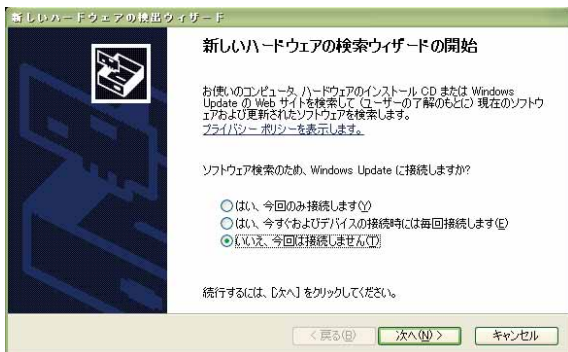 新しいハードウェアの検出ウィザード
新しいハードウェアの検索ウィザードの開始
お使いのコンピュータ、ハードウェアのインストール CD または Windows
Update の Web サイトを検索して (ユーザーの了解のもとに) 現在のソフトウ
ェアおよび更新されたソフトウェアを検索します。
プライバシー ポリシーを表示します。
ソフトウェア検索のため、Windows Update に接続しますか?
はい、今回のみ接続します(Y)
はい、今すぐおよびデバイスの接続時には毎回接続します(E)
いいえ、今回は接続しません(T)
続行するには、[次へ] をクリックしてください。
< 戻る(B) 次へ(N) > キャンセル